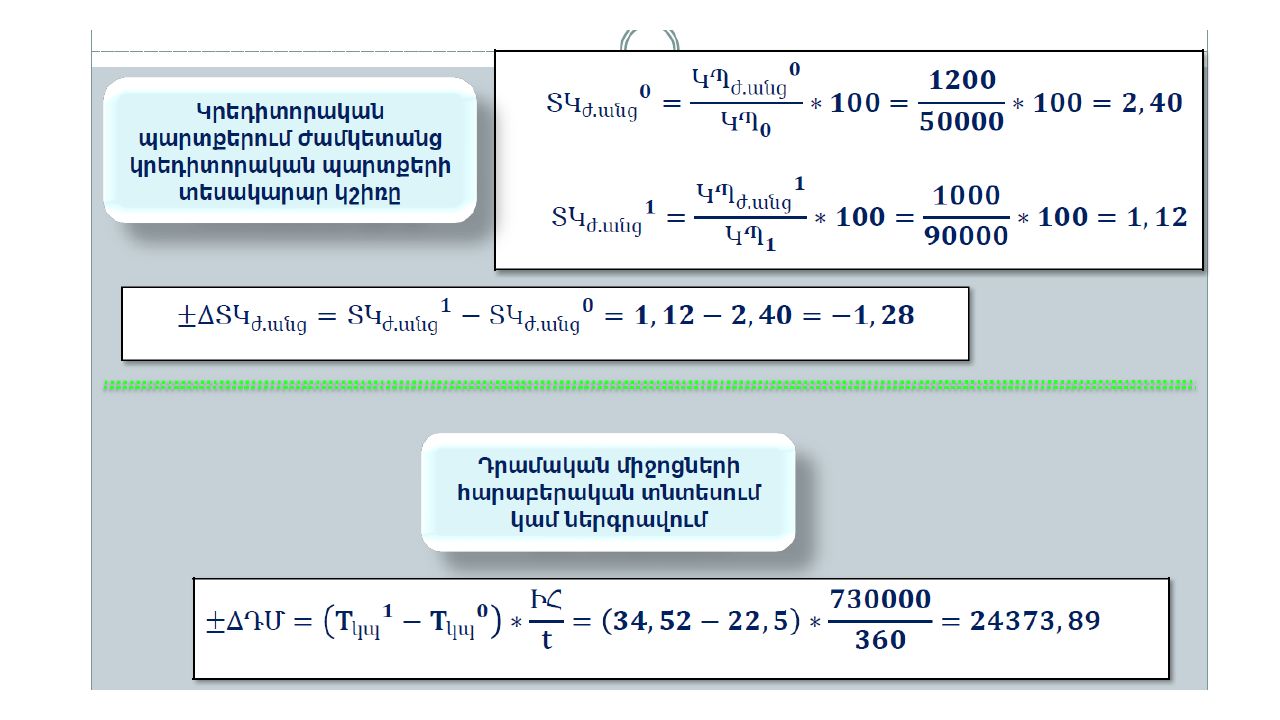 Կրեդիտորական
պարտքերում ժամկետանց
կրեդիտորական պարտքերի
տեսակարար կշիռը
ՏԿժ.անց⁰ = ԿՊժ.անց⁰ / ԿՊ₀ ∗ 100 = 1200 / 50000 ∗ 100 = 2,40
ՏԿժ.անց¹ = ԿՊժ.անց¹ / ԿՊ₁ ∗ 100 = 1000 / 90000 ∗ 100 = 1,12
±ΔՏԿժ.անց = ՏԿժ.անց¹ − ՏԿժ.անց⁰ = 1,12 − 2,40 = −1,28
Դրամական միջոցների
հարաբերական տնտեսում
կամ ներգրավում
±ΔԴՄ = (Tկպ¹ − Tկպ⁰) ∗ ԻՀ / t = (34,52 − 22,5) ∗ 730000 / 360 = 24373,89